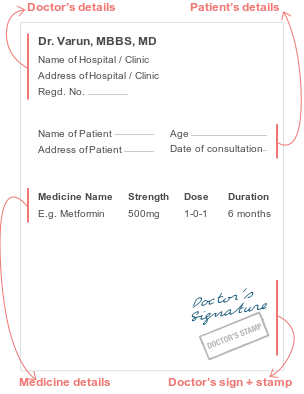 Doctor's details
Patient's details
Dr. Varun, MBBS, MD
Name of Hospital / Clinic
Address of Hospital / Clinic
Regd. No.
Name of Patient
Age
Address of Patient
Date of consultation
Medicine Name Strength Dose Duration
E.g. Metformin 500mg 1-0-1 6 months
Doctor's
Signature
DOCTOR'S STAMP
Medicine details
Doctor's sign + stamp